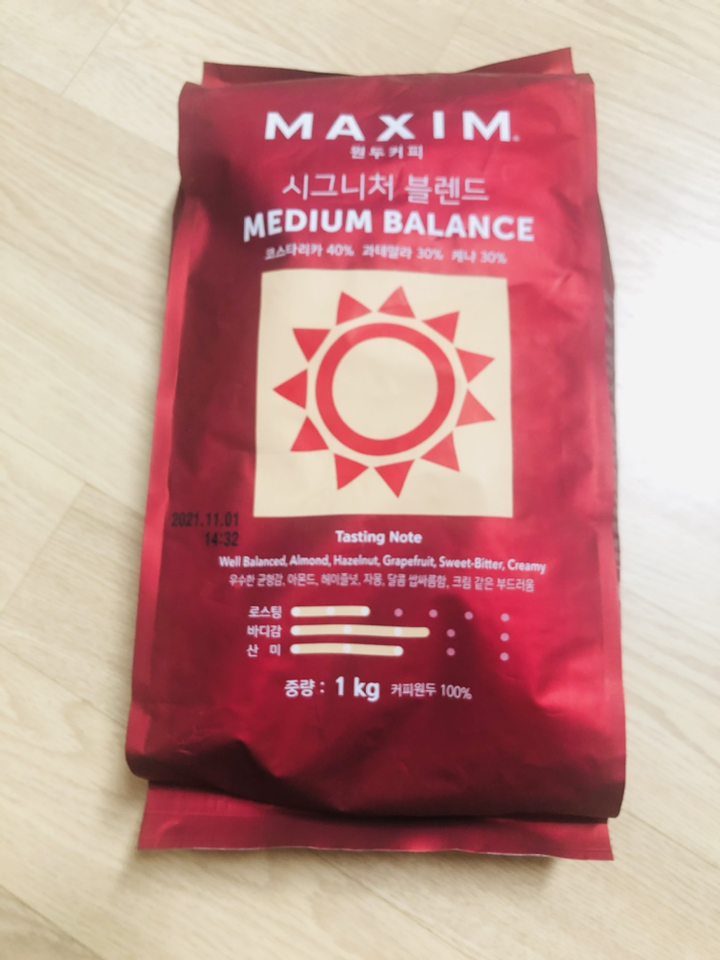 MAXIM
원두커피
시그니처 블렌드
MEDIUM BALANCE
코스타리카 40% 과테말라 30% 케냐 30%
2021.11.01
14:32
Tasting Note
Well Balanced, Almond, Hazelnut, Grapefruit, Sweet-Bitter, Creamy
우수한 균형감, 아몬드, 헤이즐넛, 자몽, 달콤 쌉싸름함, 크림 같은 부드러움
로스팅
바디감
산 미
중량 : 1 kg 커피원두 100%